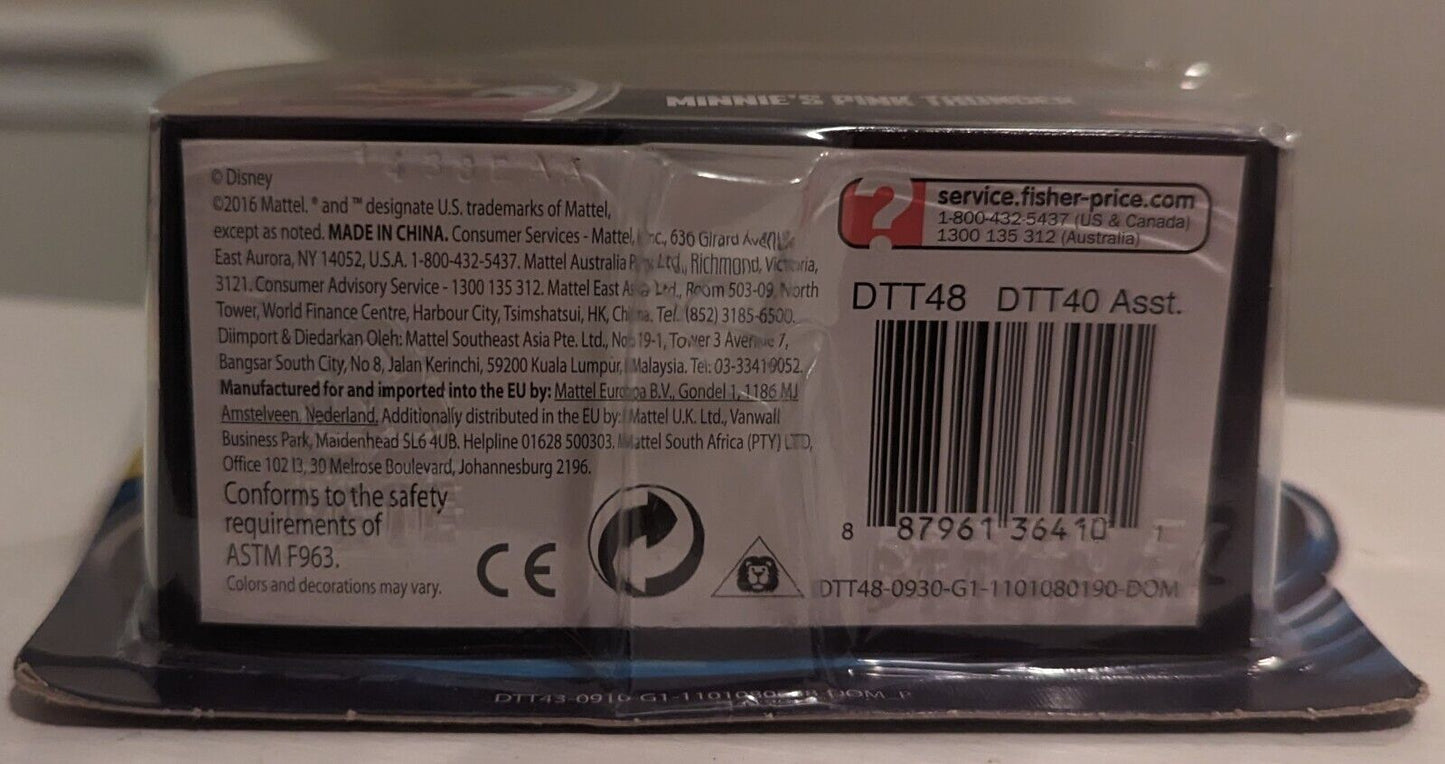 MINNIE'S PINK THUNDER
© Disney
©2016 Mattel. ® and ™ designate U.S. trademarks of Mattel,
except as noted. MADE IN CHINA. Consumer Services - Mattel, Inc., 636 Girard Avenue
East Aurora, NY 14052, U.S.A. 1-800-432-5437. Mattel Australia Pty. Ltd., Richmond, Victoria,
3121. Consumer Advisory Service - 1300 135 312. Mattel East Asia Ltd., Room 503-09, North
Tower, World Finance Centre, Harbour City, Tsimshatsui, HK, China. Tel. (852) 3185-6500.
Diimport & Diedarkan Oleh: Mattel Southeast Asia Pte. Ltd., No 19-1, Tower 3 Avenue 7,
Bangsar South City, No 8, Jalan Kerinchi, 59200 Kuala Lumpur, Malaysia. Tel: 03-33419052.
Manufactured for and imported into the EU by: Mattel Europa B.V., Gondel 1, 1186 MJ
Amstelveen, Nederland. Additionally distributed in the EU by: Mattel U.K. Ltd., Vanwall
Business Park, Maidenhead SL6 4UB. Helpline 01628 500303. Mattel South Africa (PTY) LTD,
Office 102 I3, 30 Melrose Boulevard, Johannesburg 2196.
Conforms to the safety
requirements of
ASTM F963.
Colors and decorations may vary.
CE
?
service.fisher-price.com
1-800-432-5437 (US & Canada)
1300 135 312 (Australia)
DTT48 DTT40 Asst.
8 87961 36410 1
DTT48-0930-G1-1101080190-DOM
DTT43-0910-G1-DOM_P